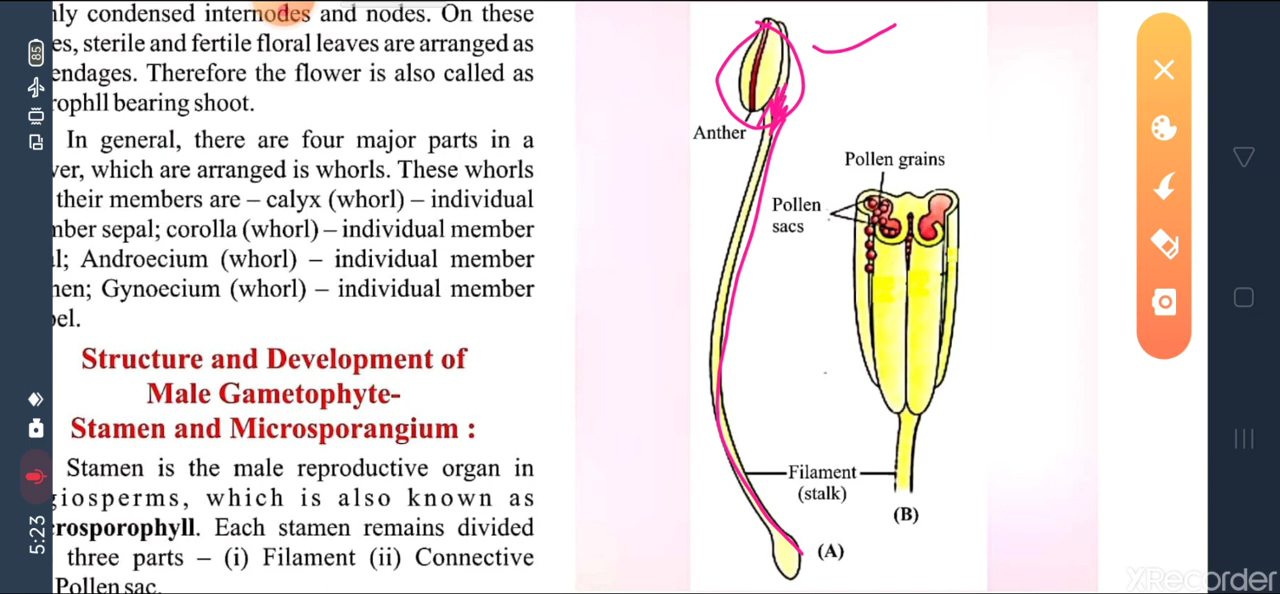 nly condensed internodes and nodes. On these
es, sterile and fertile floral leaves are arranged as
endages. Therefore the flower is also called as
rophll bearing shoot.
In general, there are four major parts in a
ver, which are arranged is whorls. These whorls
their members are – calyx (whorl) – individual
mber sepal; corolla (whorl) – individual member
l; Androecium (whorl) – individual member
nen; Gynoecium (whorl) – individual member
pel.
Structure and Development of
Male Gametophyte-
Stamen and Microsporangium :
Stamen is the male reproductive organ in
giosperms, which is also known as
rosporophyll. Each stamen remains divided
three parts – (i) Filament (ii) Connective
Pollen sac.
Anther
Pollen grains
Pollen
sacs
Filament
(stalk)
(A)
(B)
85
5:23
XRecorder